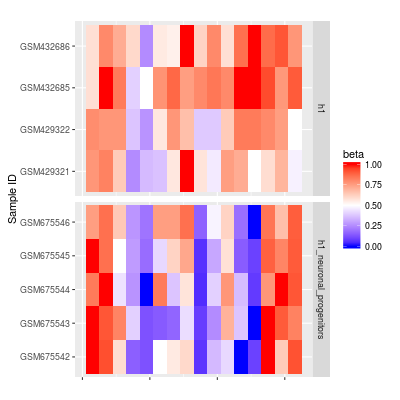 Sample ID
GSM432686
GSM432685
GSM429322
GSM429321
h1
GSM675546
GSM675545
GSM675544
GSM675543
GSM675542
h1_neuronal_progenitors
beta
1.00
0.75
0.50
0.25
0.00